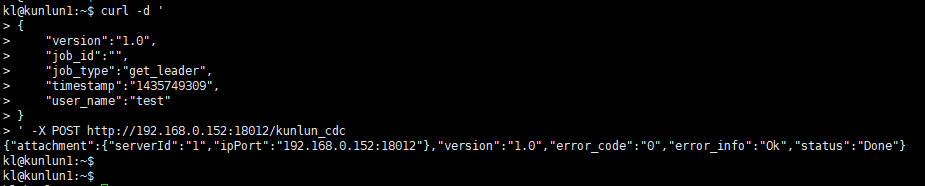 kl@kunlun1:~$ curl -d '
> {
>     "version":"1.0",
>     "job_id":"",
>     "job_type":"get_leader",
>     "timestamp":"1435749309",
>     "user_name":"test"
> }
> ' -X POST http://192.168.0.152:18012/kunlun_cdc
{"attachment":{"serverId":"1","ipPort":"192.168.0.152:18012"},"version":"1.0","error_code":"0","error_info":"Ok","status":"Done"}
kl@kunlun1:~$
kl@kunlun1:~$